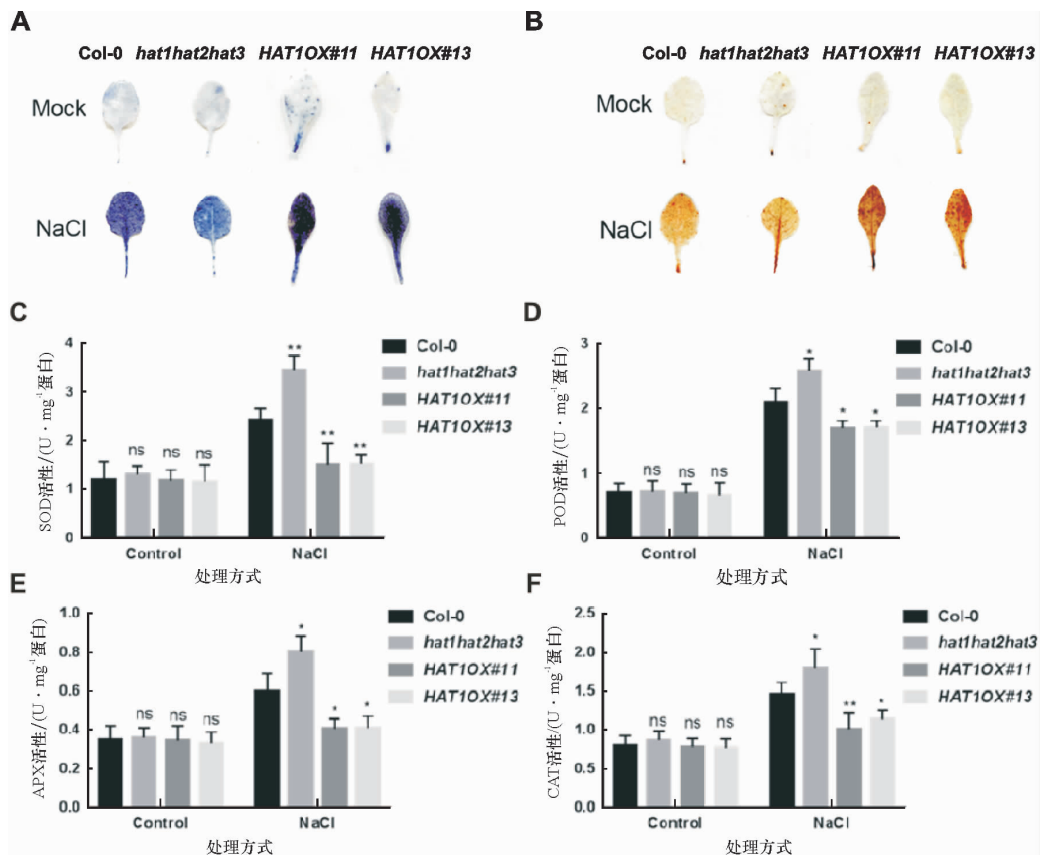 A
Col-0 hat1hat2hat3 HAT1OX#11 HAT1OX#13
Mock
NaCl
B
Col-0 hat1hat2hat3 HAT1OX#11 HAT1OX#13
Mock
NaCl
C
SOD活性/(U · mg⁻¹蛋白)
4
3
2
1
0
ns ns ns
** ** **
Control NaCl
处理方式
Col-0
hat1hat2hat3
HAT1OX#11
HAT1OX#13
D
POD活性/(U · mg⁻¹蛋白)
3
2
1
0
ns ns ns
* * *
Control NaCl
处理方式
Col-0
hat1hat2hat3
HAT1OX#11
HAT1OX#13
E
APX活性/(U · mg⁻¹蛋白)
1.0
0.8
0.6
0.4
0.2
0.0
ns ns ns
* * *
Control NaCl
处理方式
Col-0
hat1hat2hat3
HAT1OX#11
HAT1OX#13
F
CAT活性/(U · mg⁻¹蛋白)
2.5
2.0
1.5
1.0
0.5
0.0
ns ns ns
* ** *
Control NaCl
处理方式
Col-0
hat1hat2hat3
HAT1OX#11
HAT1OX#13